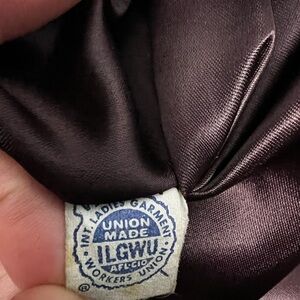 INT. LADIES GARMENT
WORKERS UNION
UNION
MADE
ILGWU
AFL-CIO
®